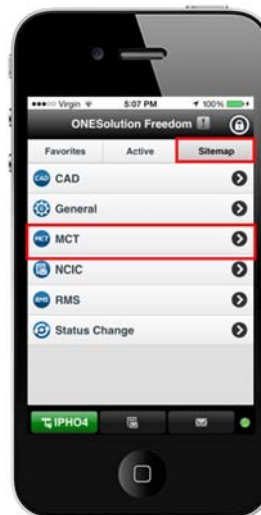 Virgin 5:07 PM 100%
ONESolution Freedom
Favorites Active Sitemap
CAD CAD
General
MCT MCT
NCIC
RMS RMS
Status Change
IPHO4